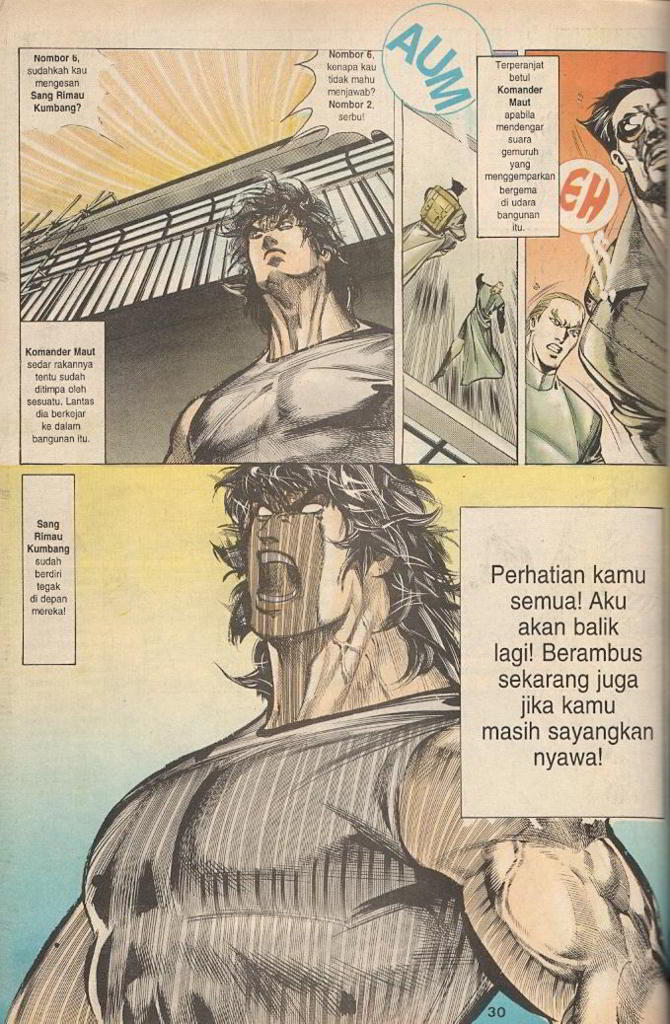 Nombor 6,
sudahkah kau
mengesan
Sang Rimau
Kumbang?
Nombor 6,
kenapa kau
tidak mahu
menjawab?
Nombor 2,
serbu!
AUM
Terperanjat
betul
Komander
Maut
apabila
mendengar
suara
gemuruh
yang
menggemparkan
bergema
di udara
bangunan
itu.
EH
Komander Maut
sedar rakannya
tentu sudah
ditimpa oleh
sesuatu. Lantas
dia berkejar
ke dalam
bangunan itu.
Sang
Rimau
Kumbang
sudah
berdiri
tegak
di depan
mereka!
Perhatian kamu
semua! Aku
akan balik
lagi! Berambus
sekarang juga
jika kamu
masih sayangkan
nyawa!
30